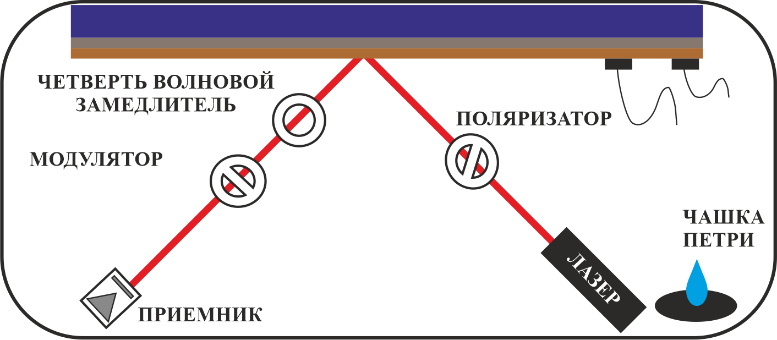 ЧЕТВЕРТЬ ВОЛНОВОЙ
ЗАМЕДЛИТЕЛЬ
ПОЛЯРИЗАТОР
МОДУЛЯТОР
ЧАШКА
ПЕТРИ
ЛАЗЕР
ПРИЕМНИК